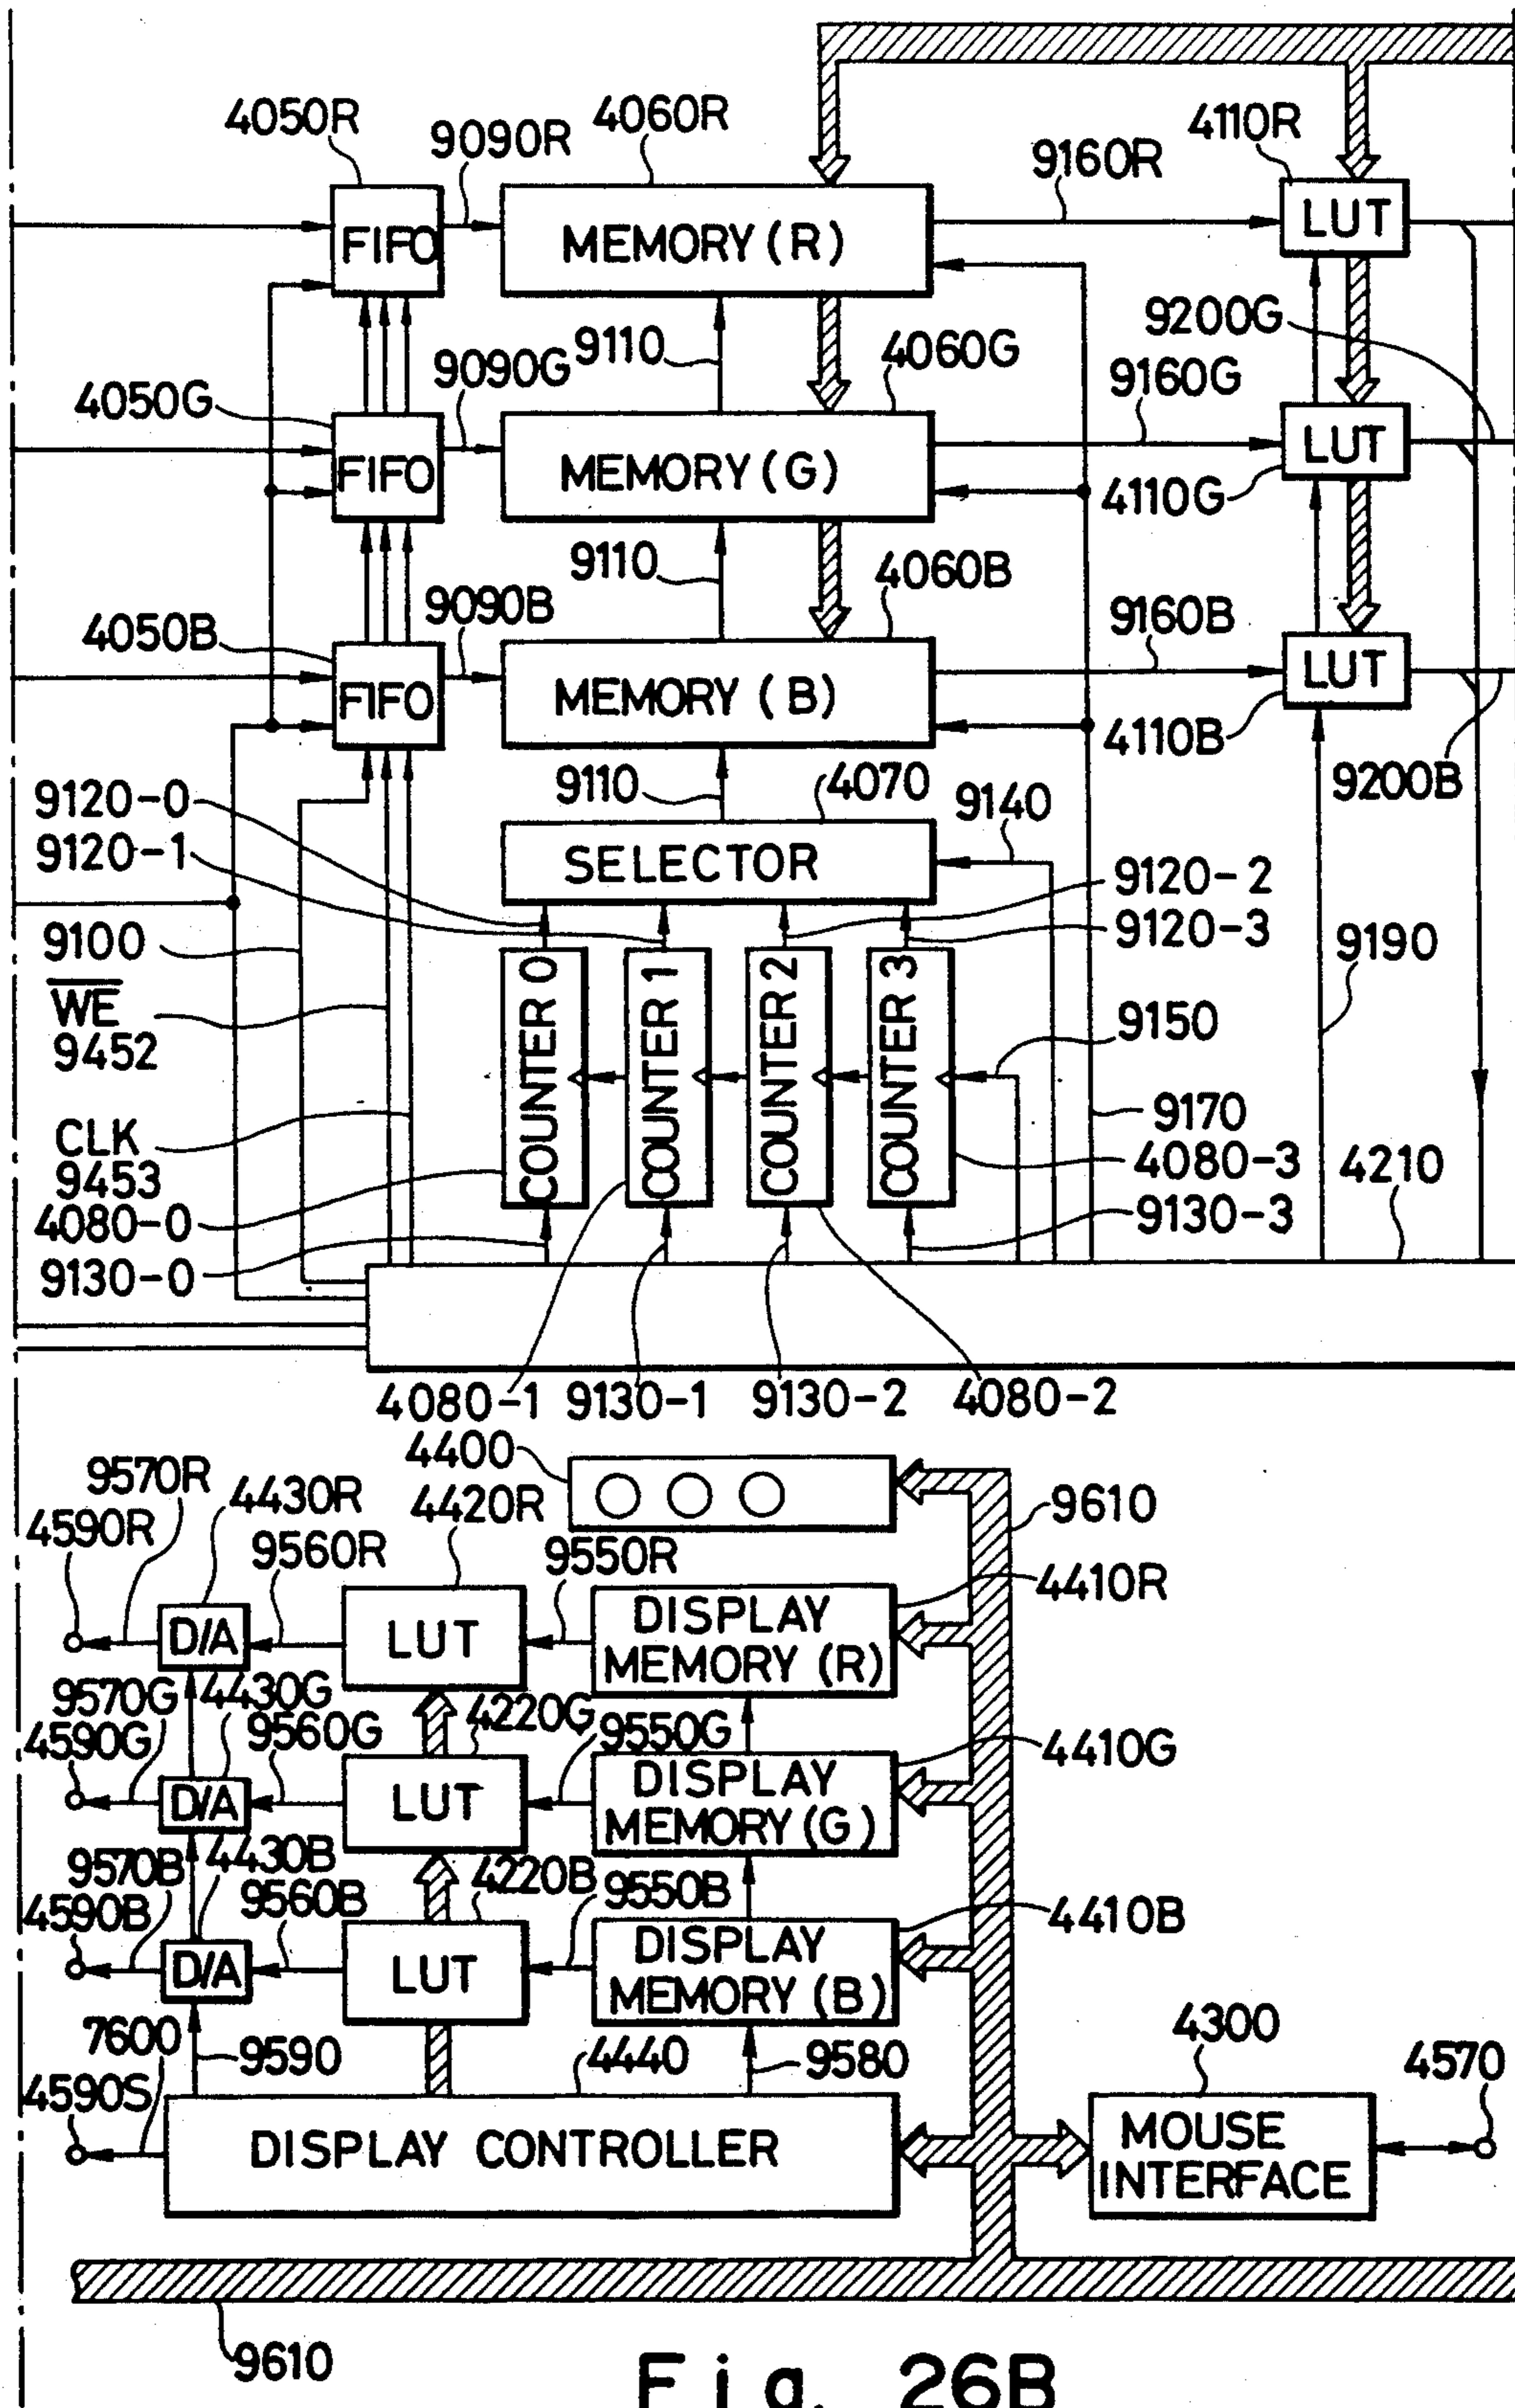 4050R
9090R
4060R
9160R
4110R
FIFO
MEMORY (R)
LUT
9110
9200G
4050G
9090G
4060G
9160G
FIFO
MEMORY (G)
LUT
4110G
9110
4050B
9090B
4060B
9160B
FIFO
MEMORY (B)
LUT
4110B
9200B
9120-0
9110
4070
9140
9120-1
SELECTOR
9120-2
9120-3
9100
9190
WE
9452
COUNTER 0
COUNTER 1
COUNTER 2
COUNTER 3
9150
CLK
9453
9170
4080-0
4080-3
4210
9130-0
9130-3
4080-1
9130-1
9130-2
4080-2
4400
9570R
4430R
4420R
9610
4590R
9560R
9550R
4410R
D/A
LUT
DISPLAY
MEMORY (R)
9570G
4430G
4220G
9550G
4590G
9560G
4410G
D/A
LUT
DISPLAY
MEMORY (G)
9570B
4430B
4220B
9550B
4590B
9560B
4410B
D/A
LUT
DISPLAY
MEMORY (B)
7600
9590
4440
9580
4300
4570
4590S
DISPLAY CONTROLLER
MOUSE
INTERFACE
9610
Fig. 26B